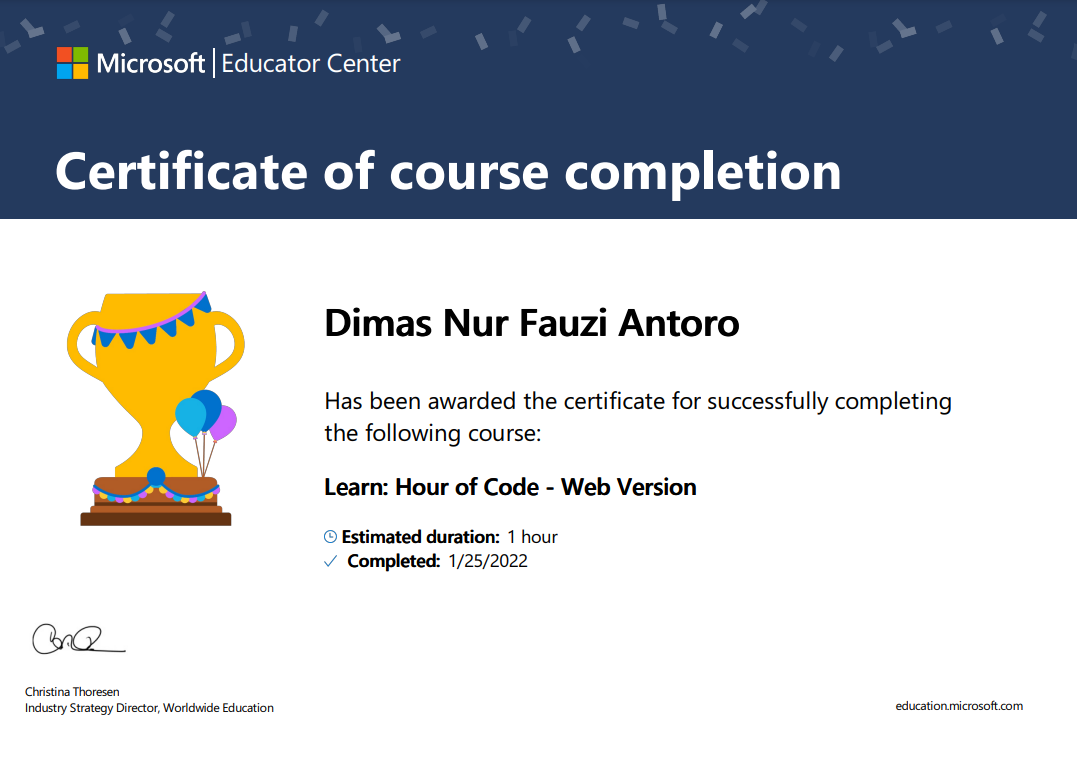 Microsoft | Educator Center
Certificate of course completion
Dimas Nur Fauzi Antoro
Has been awarded the certificate for successfully completing
the following course:
Learn: Hour of Code - Web Version
Estimated duration: 1 hour
Completed: 1/25/2022
Christina Thoresen
Industry Strategy Director, Worldwide Education
education.microsoft.com